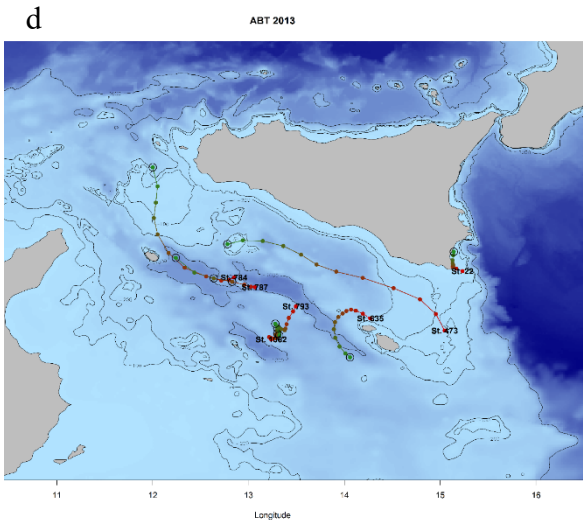 d
ABT 2013
St. 22
St. 784
St. 787
St. 793
St. 835
St. 473
11 12 13 14 15 16
Longitude